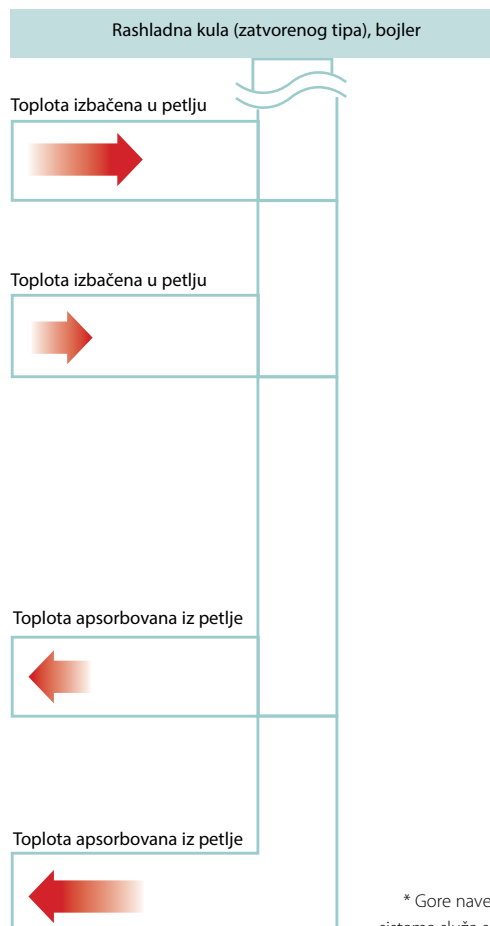 Rashladna kula (zatvorenog tipa), bojler
Toplota izbačena u petlju
Toplota izbačena u petlju
Toplota apsorbovana iz petlje
Toplota apsorbovana iz petlje
* Gore nave